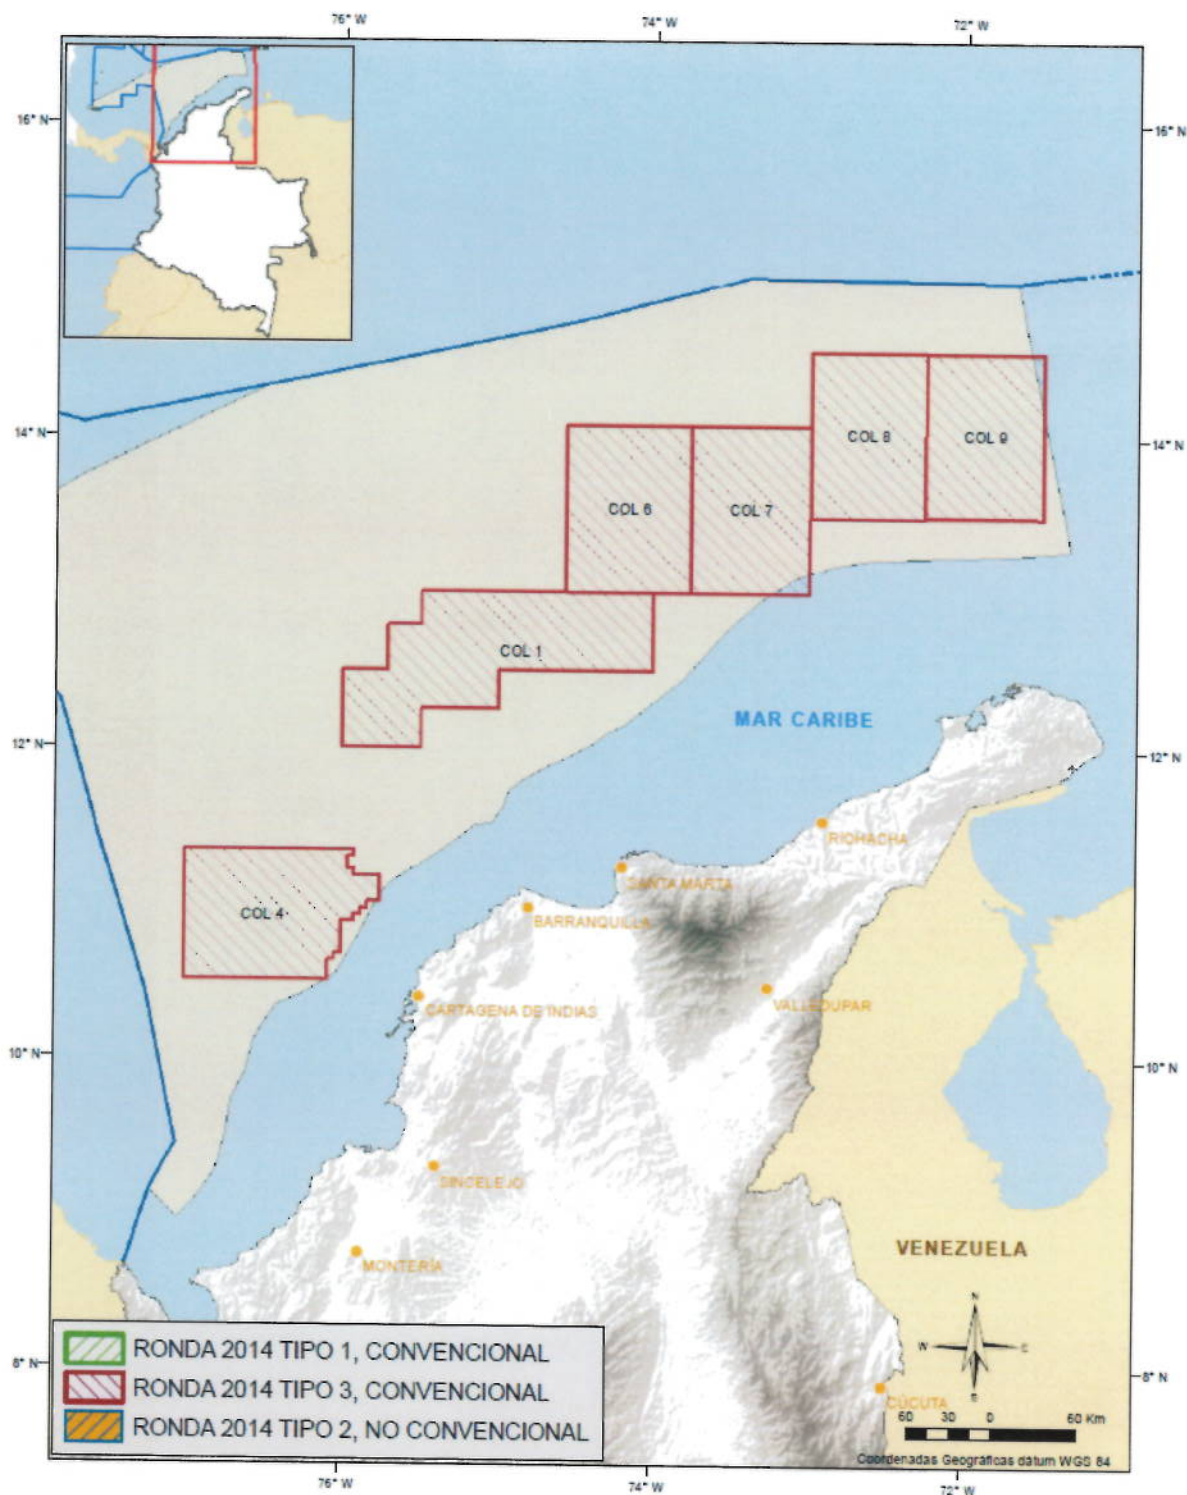 76° W
74° W
72° W
16° N
16° N
14° N
14° N
COL 8
COL 9
COL 6
COL 7
COL 1
MAR CARIBE
12° N
12° N
RIOHACHA
SANTA MARTA
COL 4
BARRANQUILLA
VALLEDUPAR
CARTAGENA DE INDIAS
10° N
10° N
SINCELEJO
VENEZUELA
MONTERÍA
N
W
E
S
RONDA 2014 TIPO 1, CONVENCIONAL
8° N
8° N
RONDA 2014 TIPO 3, CONVENCIONAL
CÚCUTA
RONDA 2014 TIPO 2, NO CONVENCIONAL
60 30 0 60 Km
Coordenadas Geográficas dátum WGS 84
76° W
74° W
72° W